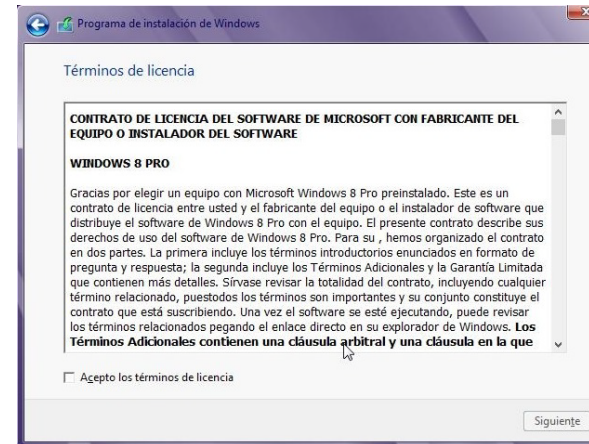 Programa de instalación de Windows
Términos de licencia
CONTRATO DE LICENCIA DEL SOFTWARE DE MICROSOFT CON FABRICANTE DEL
EQUIPO O INSTALADOR DEL SOFTWARE
WINDOWS 8 PRO
Gracias por elegir un equipo con Microsoft Windows 8 Pro preinstalado. Este es un
contrato de licencia entre usted y el fabricante del equipo o el instalador de software que
distribuye el software de Windows 8 Pro con el equipo. El presente contrato describe sus
derechos de uso del software de Windows 8 Pro. Para su , hemos organizado el contrato
en dos partes. La primera incluye los términos introductorios enunciados en formato de
pregunta y respuesta; la segunda incluye los Términos Adicionales y la Garantía Limitada
que contienen más detalles. Sírvase revisar la totalidad del contrato, incluyendo cualquier
término relacionado, puestodos los términos son importantes y su conjunto constituye el
contrato que está suscribiendo. Una vez el software se esté ejecutando, puede revisar
los términos relacionados pegando el enlace directo en su explorador de Windows. Los
Términos Adicionales contienen una cláusula arbitral y una cláusula en la que
Acepto los términos de licencia
Siguiente